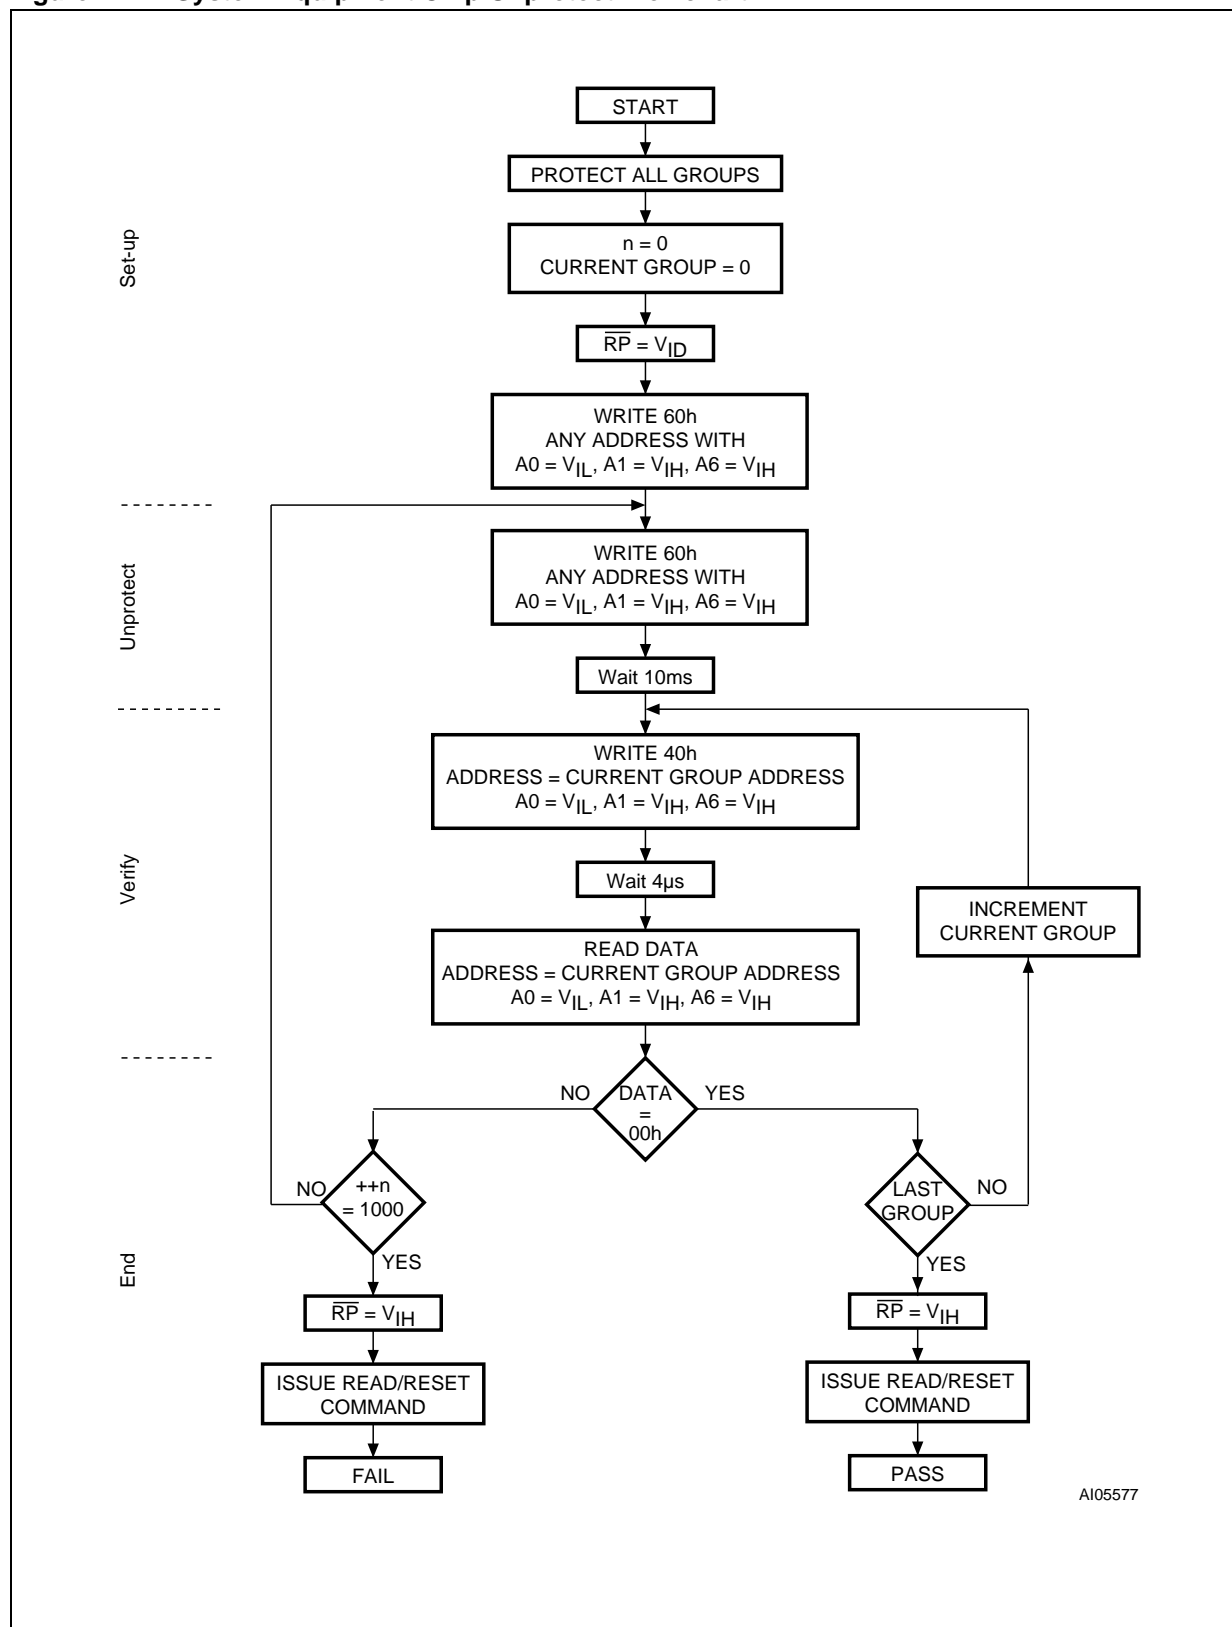 START
PROTECT ALL GROUPS
n = 0
CURRENT GROUP = 0
Set-up
RP = VID
WRITE 60h
ANY ADDRESS WITH
A0 = VIL, A1 = VIH, A6 = VIH
Unprotect
WRITE 60h
ANY ADDRESS WITH
A0 = VIL, A1 = VIH, A6 = VIH
Wait 10ms
Verify
WRITE 40h
ADDRESS = CURRENT GROUP ADDRESS
A0 = VIL, A1 = VIH, A6 = VIH
Wait 4µs
INCREMENT
CURRENT GROUP
READ DATA
ADDRESS = CURRENT GROUP ADDRESS
A0 = VIL, A1 = VIH, A6 = VIH
NO
DATA
=
00h
YES
End
NO
++n
= 1000
YES
LAST
GROUP
NO
YES
RP = VIH
RP = VIH
ISSUE READ/RESET
COMMAND
ISSUE READ/RESET
COMMAND
FAIL
PASS
AI05577